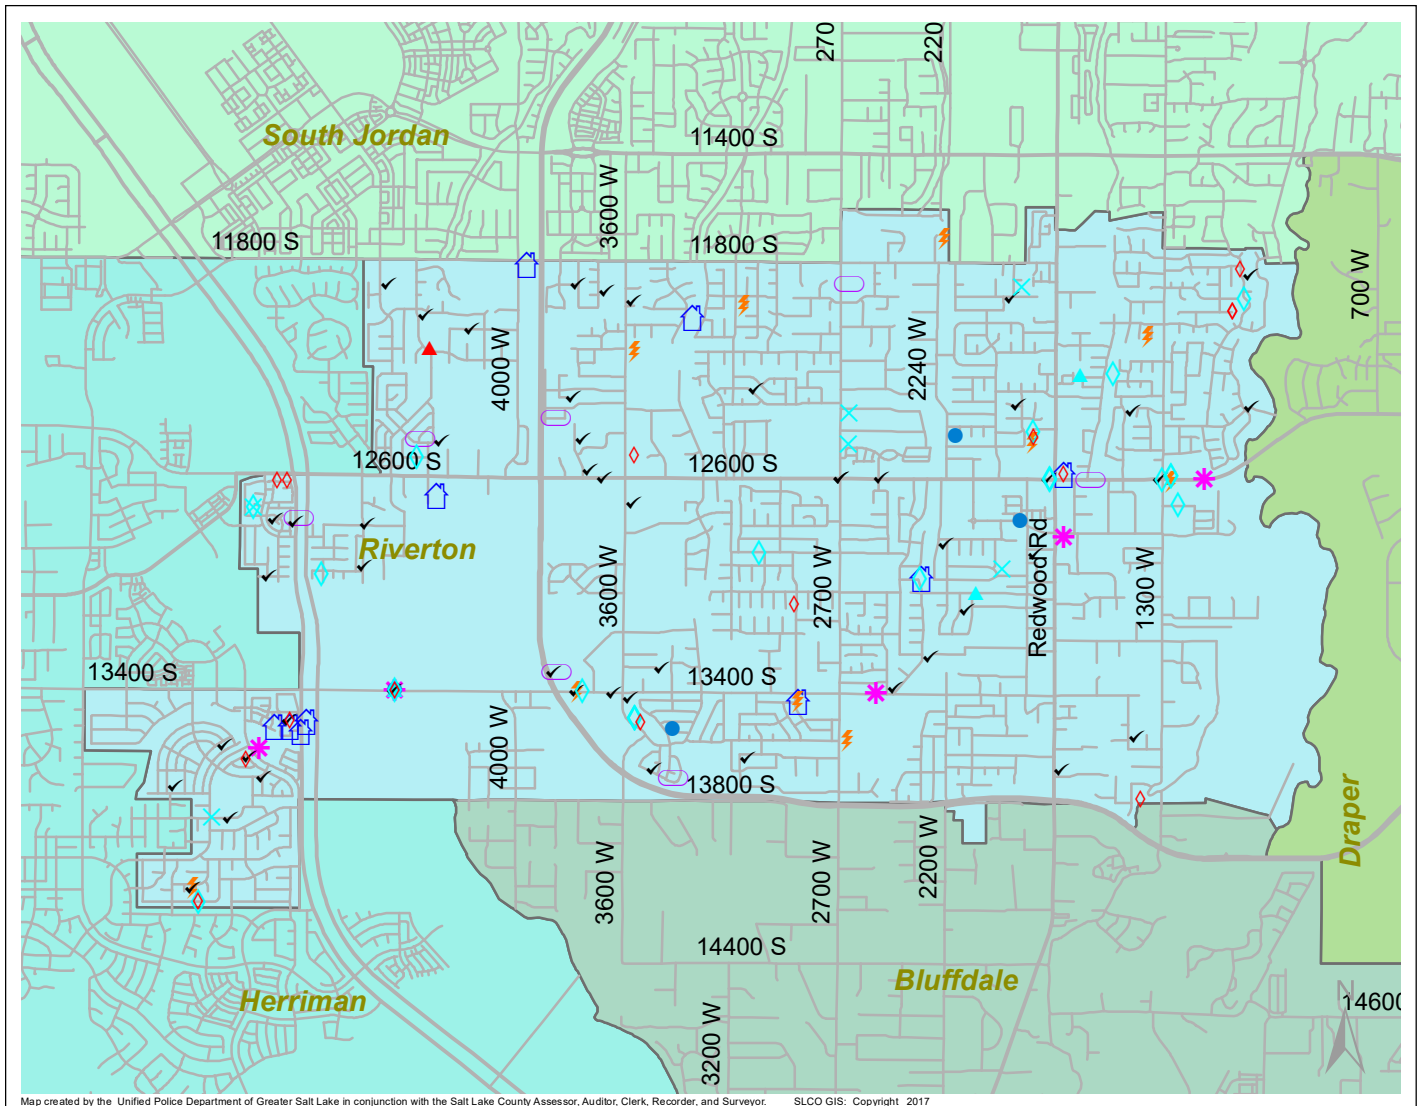 270
220
South Jordan
11400 S
3600 W
11800 S
11800 S
700 W
4000 W
2240 W
12600 S
12600 S
Riverton
3600 W
2700 W
Redwood Rd
1300 W
13400 S
13400 S
4000 W
13800 S
Draper
3600 W
2700 W
2200 W
14400 S
Bluffdale
Herriman
14600
3200 W
Map created by the Unified Police Department of Greater Salt Lake in conjunction with the Salt Lake County Assessor, Auditor, Clerk, Recorder, and Surveyor. SLCO GIS: Copyright 2017